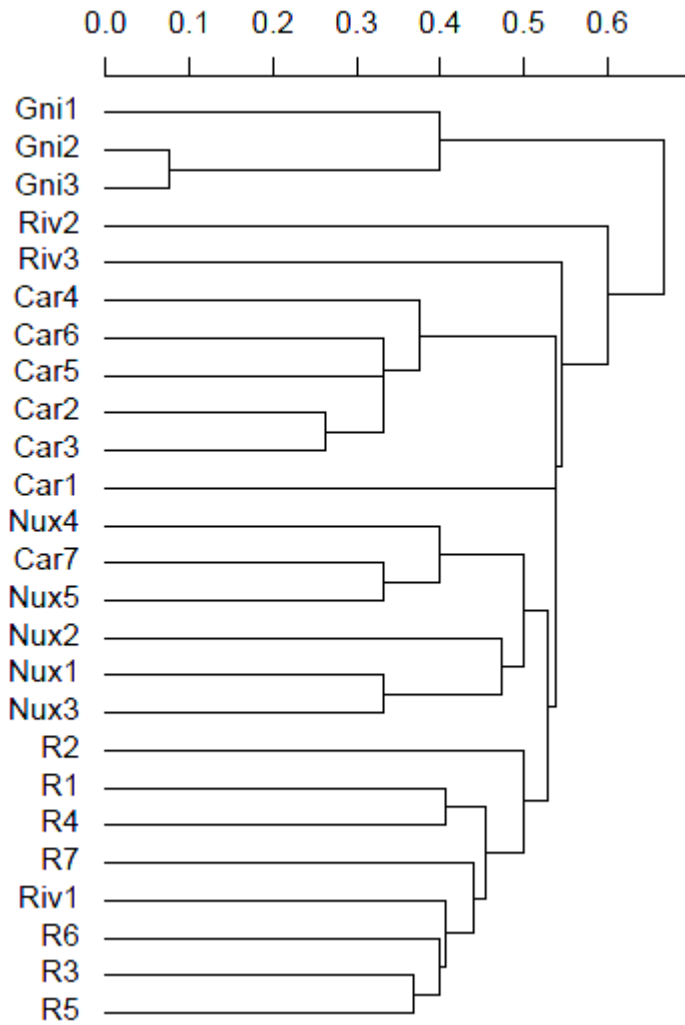 0.0 0.1 0.2 0.3 0.4 0.5 0.6
Gni1
Gni2
Gni3
Riv2
Riv3
Car4
Car6
Car5
Car2
Car3
Car1
Nux4
Car7
Nux5
Nux2
Nux1
Nux3
R2
R1
R4
R7
Riv1
R6
R3
R5